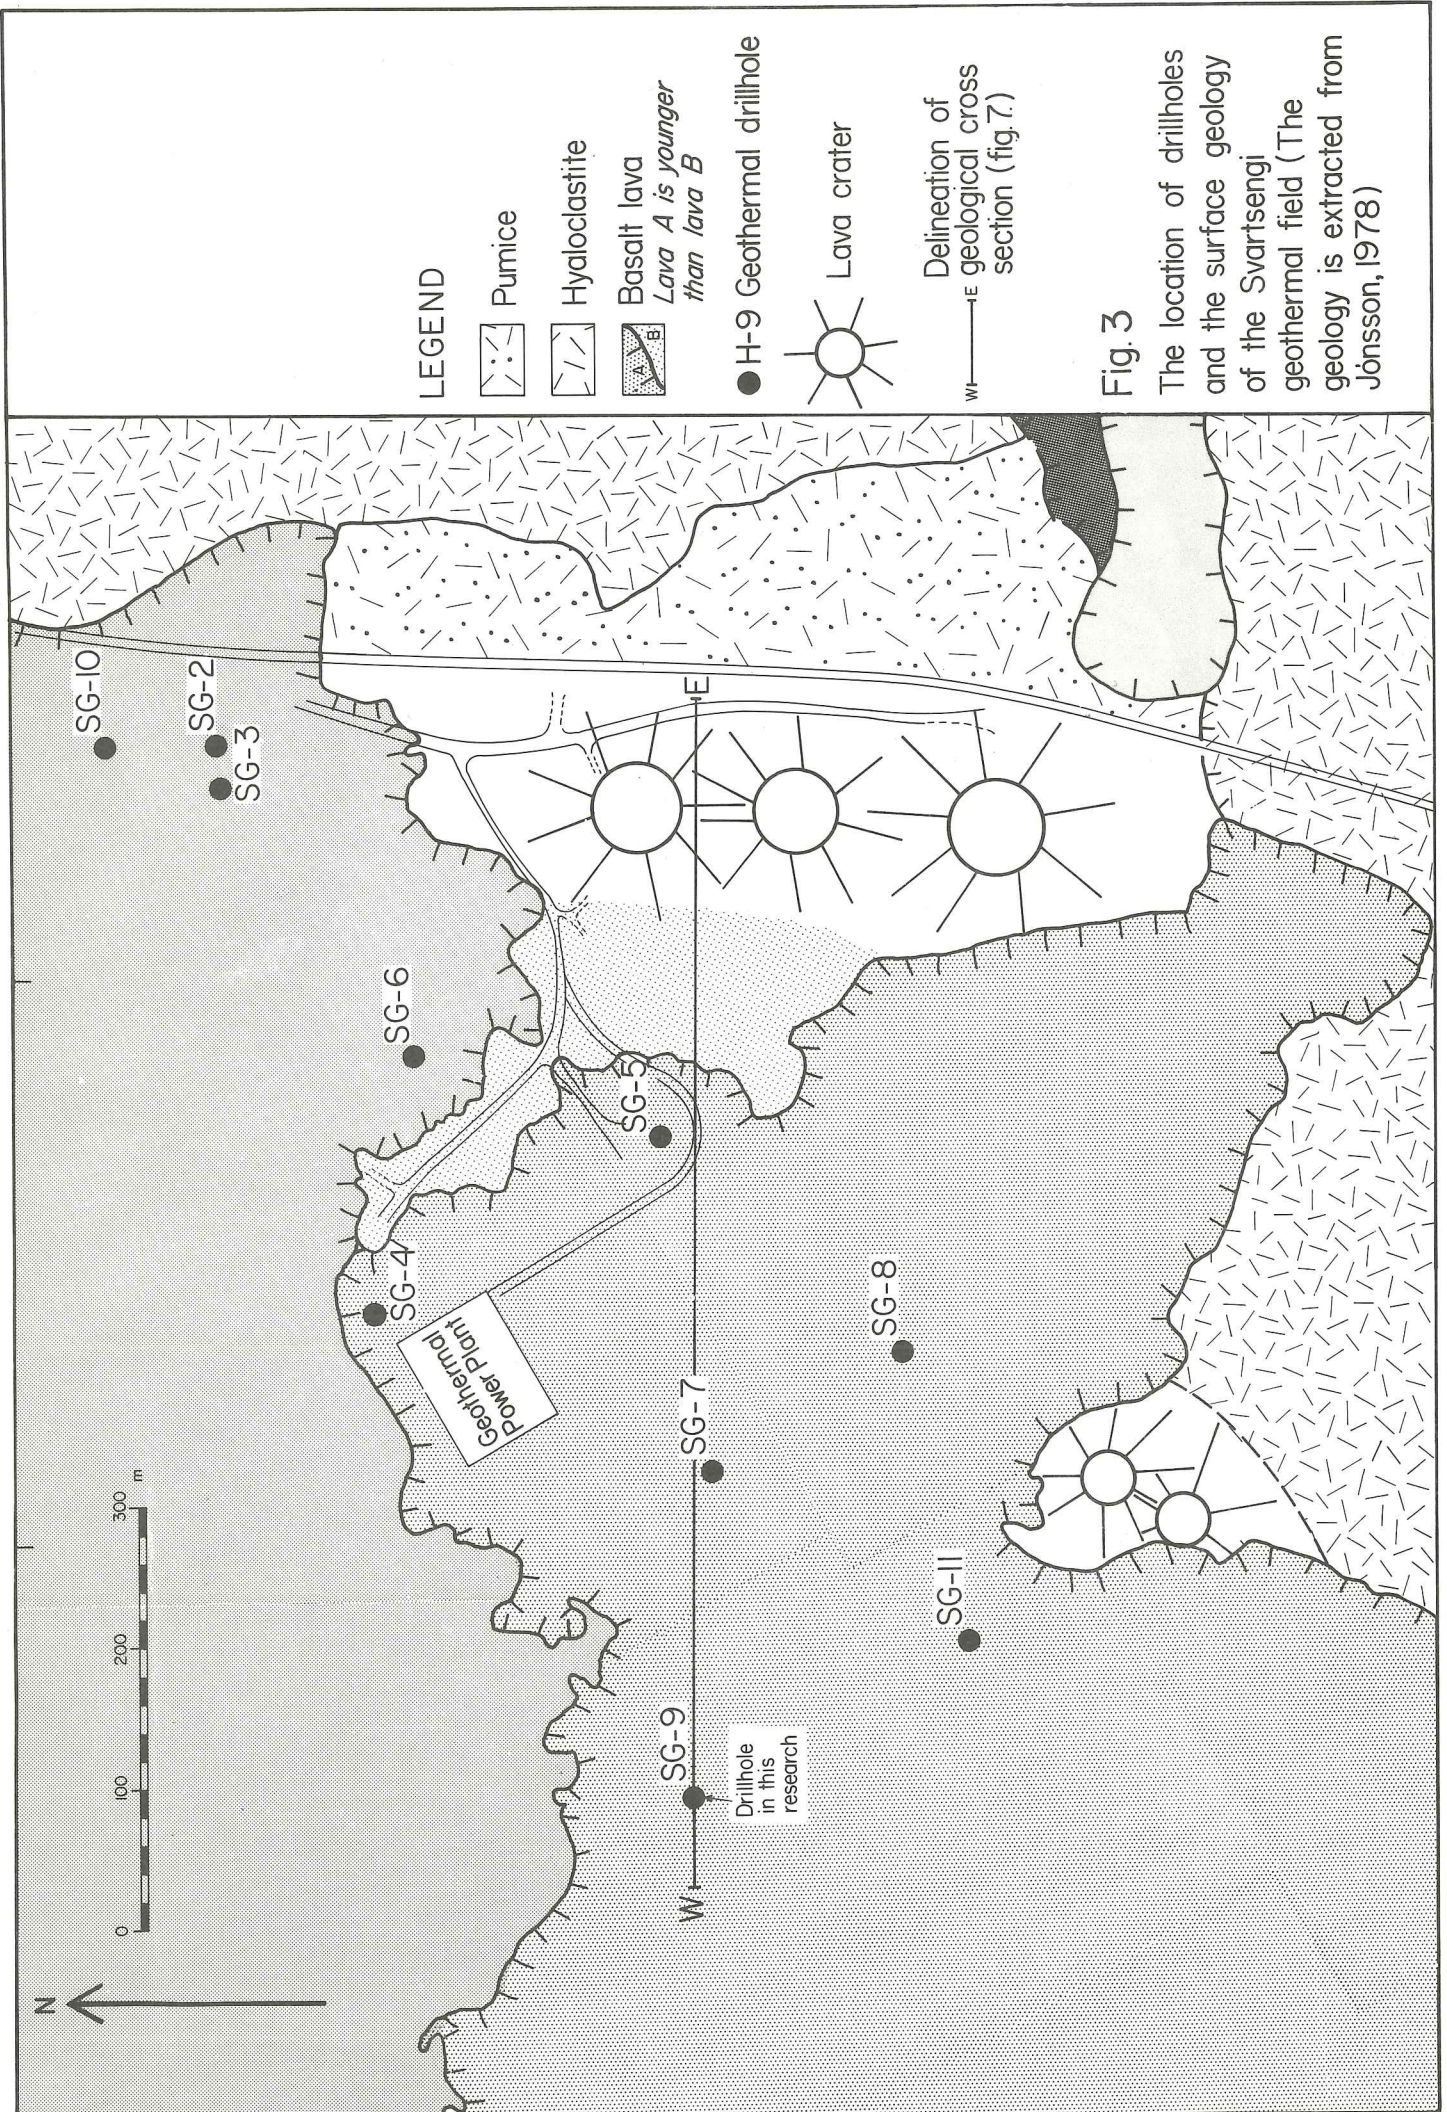 N
0
100
200
300
m
SG-10
SG-2
SG-3
SG-6
SG-4
Geothermal
Power Plant
SG-5
W
E
SG-9
Drillhole
in this
research
SG-7
SG-8
SG-11
LEGEND
Pumice
Hyaloclastite
A
B
Basalt lava
Lava A is younger
than lava B
H-9 Geothermal drillhole
Lava crater
W
E
Delineation of
geological cross
section (fig.7.)
Fig. 3
The location of drillholes
and the surface geology
of the Svartsengi
geothermal field (The
geology is extracted from
Jónsson, 1978)